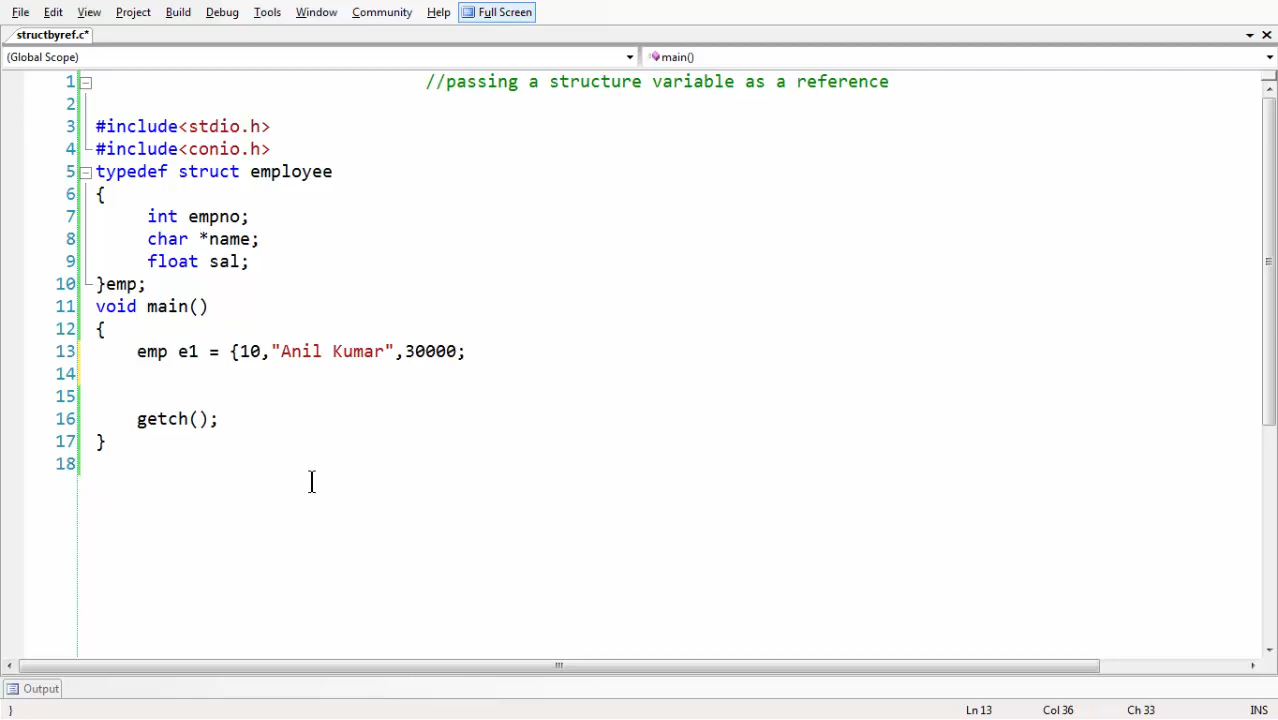 File Edit View Project Build Debug Tools Window Community Help Full Screen
structbyref.c*
(Global Scope) main()
1 //passing a structure variable as a reference
2
3 #include<stdio.h>
4 #include<conio.h>
5 typedef struct employee
6 {
7 int empno;
8 char *name;
9 float sal;
10 }emp;
11 void main()
12 {
13 emp e1 = {10,"Anil Kumar",30000;
14
15
16 getch();
17 }
18
Output
} Ln 13 Col 36 Ch 33 INS